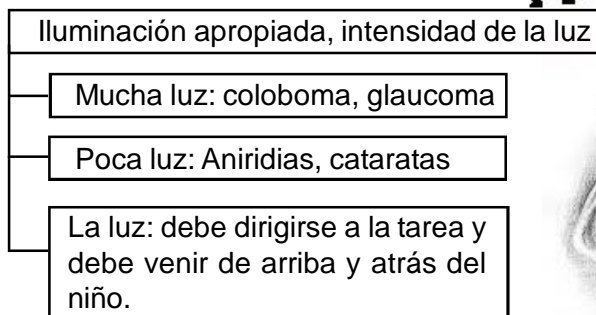 Iluminación apropiada, intensidad de la luz
Mucha luz: coloboma, glaucoma
Poca luz: Aniridias, cataratas
La luz: debe dirigirse a la tarea y
debe venir de arriba y atrás del
niño.